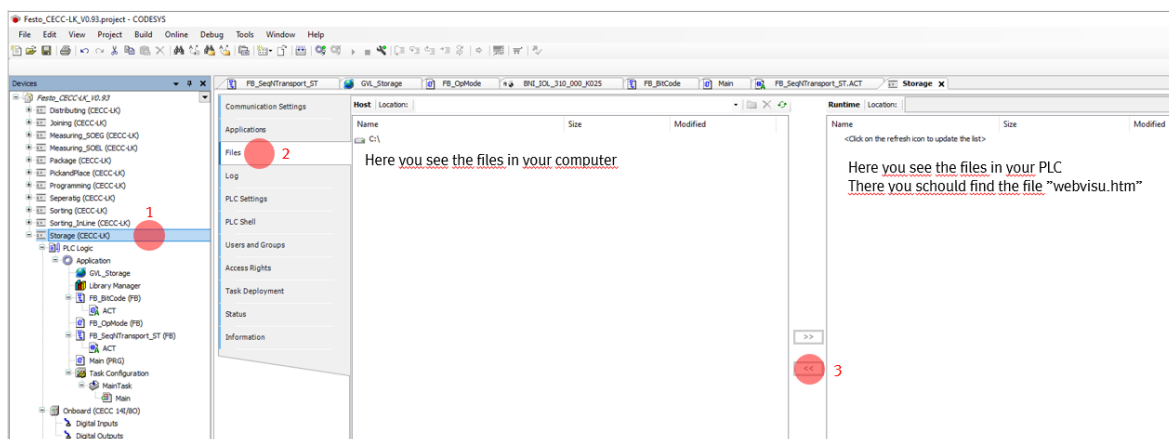 Festo_CECC-LK_V0.93.project - CODESYS
File Edit View Project Build Online Debug Tools Window Help
Devices
FB_SeqNTransport_ST
GVL_Storage
FB_OpMode
BNI_IOL_310_000_K025
FB_BitCode
Main
FB_SeqNTransport_ST.ACT
Storage
Festo_CECC-LK_V0.93
Distributing (CECC-LK)
Joining (CECC-LK)
Measuring_SOEG (CECC-LK)
Measuring_SOEL (CECC-LK)
Package (CECC-LK)
PickandPlace (CECC-LK)
Programming (CECC-LK)
Seperatig (CECC-LK)
Sorting (CECC-LK)
Sorting_InLine (CECC-LK)
1
Storage (CECC-LK)
PLC Logic
Application
GVL_Storage
Library Manager
FB_BitCode (FB)
ACT
FB_OpMode (FB)
FB_SeqNTransport_ST (FB)
ACT
Main (PRG)
Task Configuration
MainTask
Main
Onboard (CECC 14I/8O)
Digital Inputs
Digital Outputs
Communication Settings
Applications
Files
2
Log
PLC Settings
PLC Shell
Users and Groups
Access Rights
Task Deployment
Status
Information
Host Location:
Name Size Modified
C:\
Here you see the files in your computer
>>
<<
3
Runtime Location:
Name Size Modified
<Click on the refresh icon to update the list>
Here you see the files in your PLC
There you schould find the file "webvisu.htm"